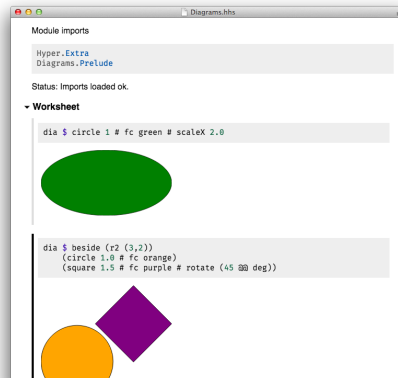 Diagrams.hhs
Module imports
Hyper.Extra
Diagrams.Prelude
Status: Imports loaded ok.
Worksheet
dia $ circle 1 # fc green # scaleX 2.0
dia $ beside (r2 (3,2))
(circle 1.0 # fc orange)
(square 1.5 # fc purple # rotate (45 @@ deg))